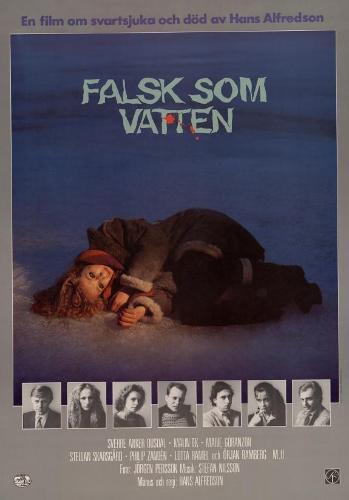 En film om svartsjuka och död av Hans Alfredson
FALSK SOM
VATTEN
SVERRE ANKER OUSDAL · MALIN EK · MARIE GÖRANZON
STELLAN SKARSGÅRD · PHILIP ZANDÉN · LOTTA RAMEL och ÖRJAN RAMBERG M.fl
Foto: JÖRGEN PERSSON Musik: STEFAN NILSSON
Manus och regi: HANS ALFREDSON